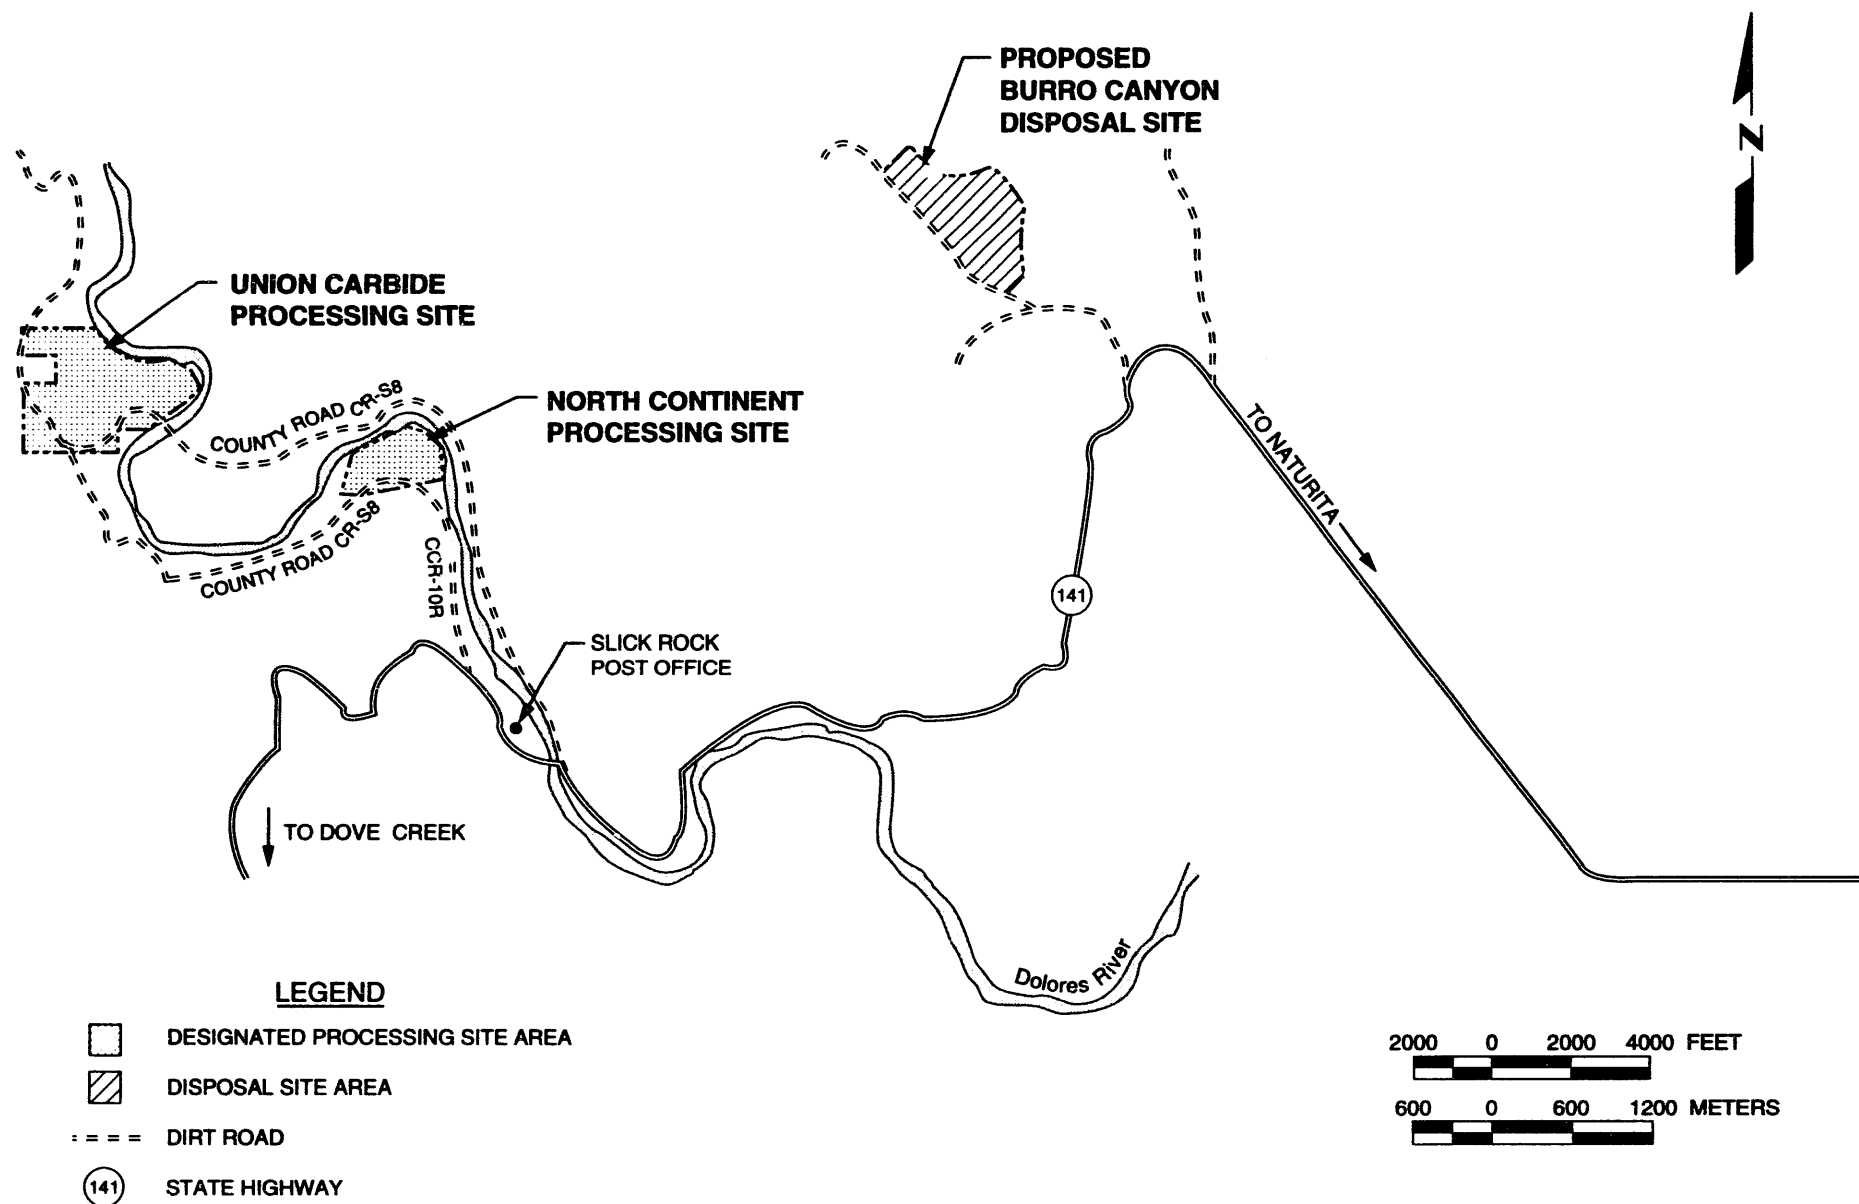 PROPOSED
BURRO CANYON
DISPOSAL SITE
N
UNION CARBIDE
PROCESSING SITE
COUNTY ROAD CR-S8
NORTH CONTINENT
PROCESSING SITE
TO NATURITA
COUNTY ROAD CR-S8
CCR-10R
141
SLICK ROCK
POST OFFICE
TO DOVE CREEK
Dolores River
LEGEND
DESIGNATED PROCESSING SITE AREA
DISPOSAL SITE AREA
DIRT ROAD
141 STATE HIGHWAY
2000 0 2000 4000 FEET
600 0 600 1200 METERS